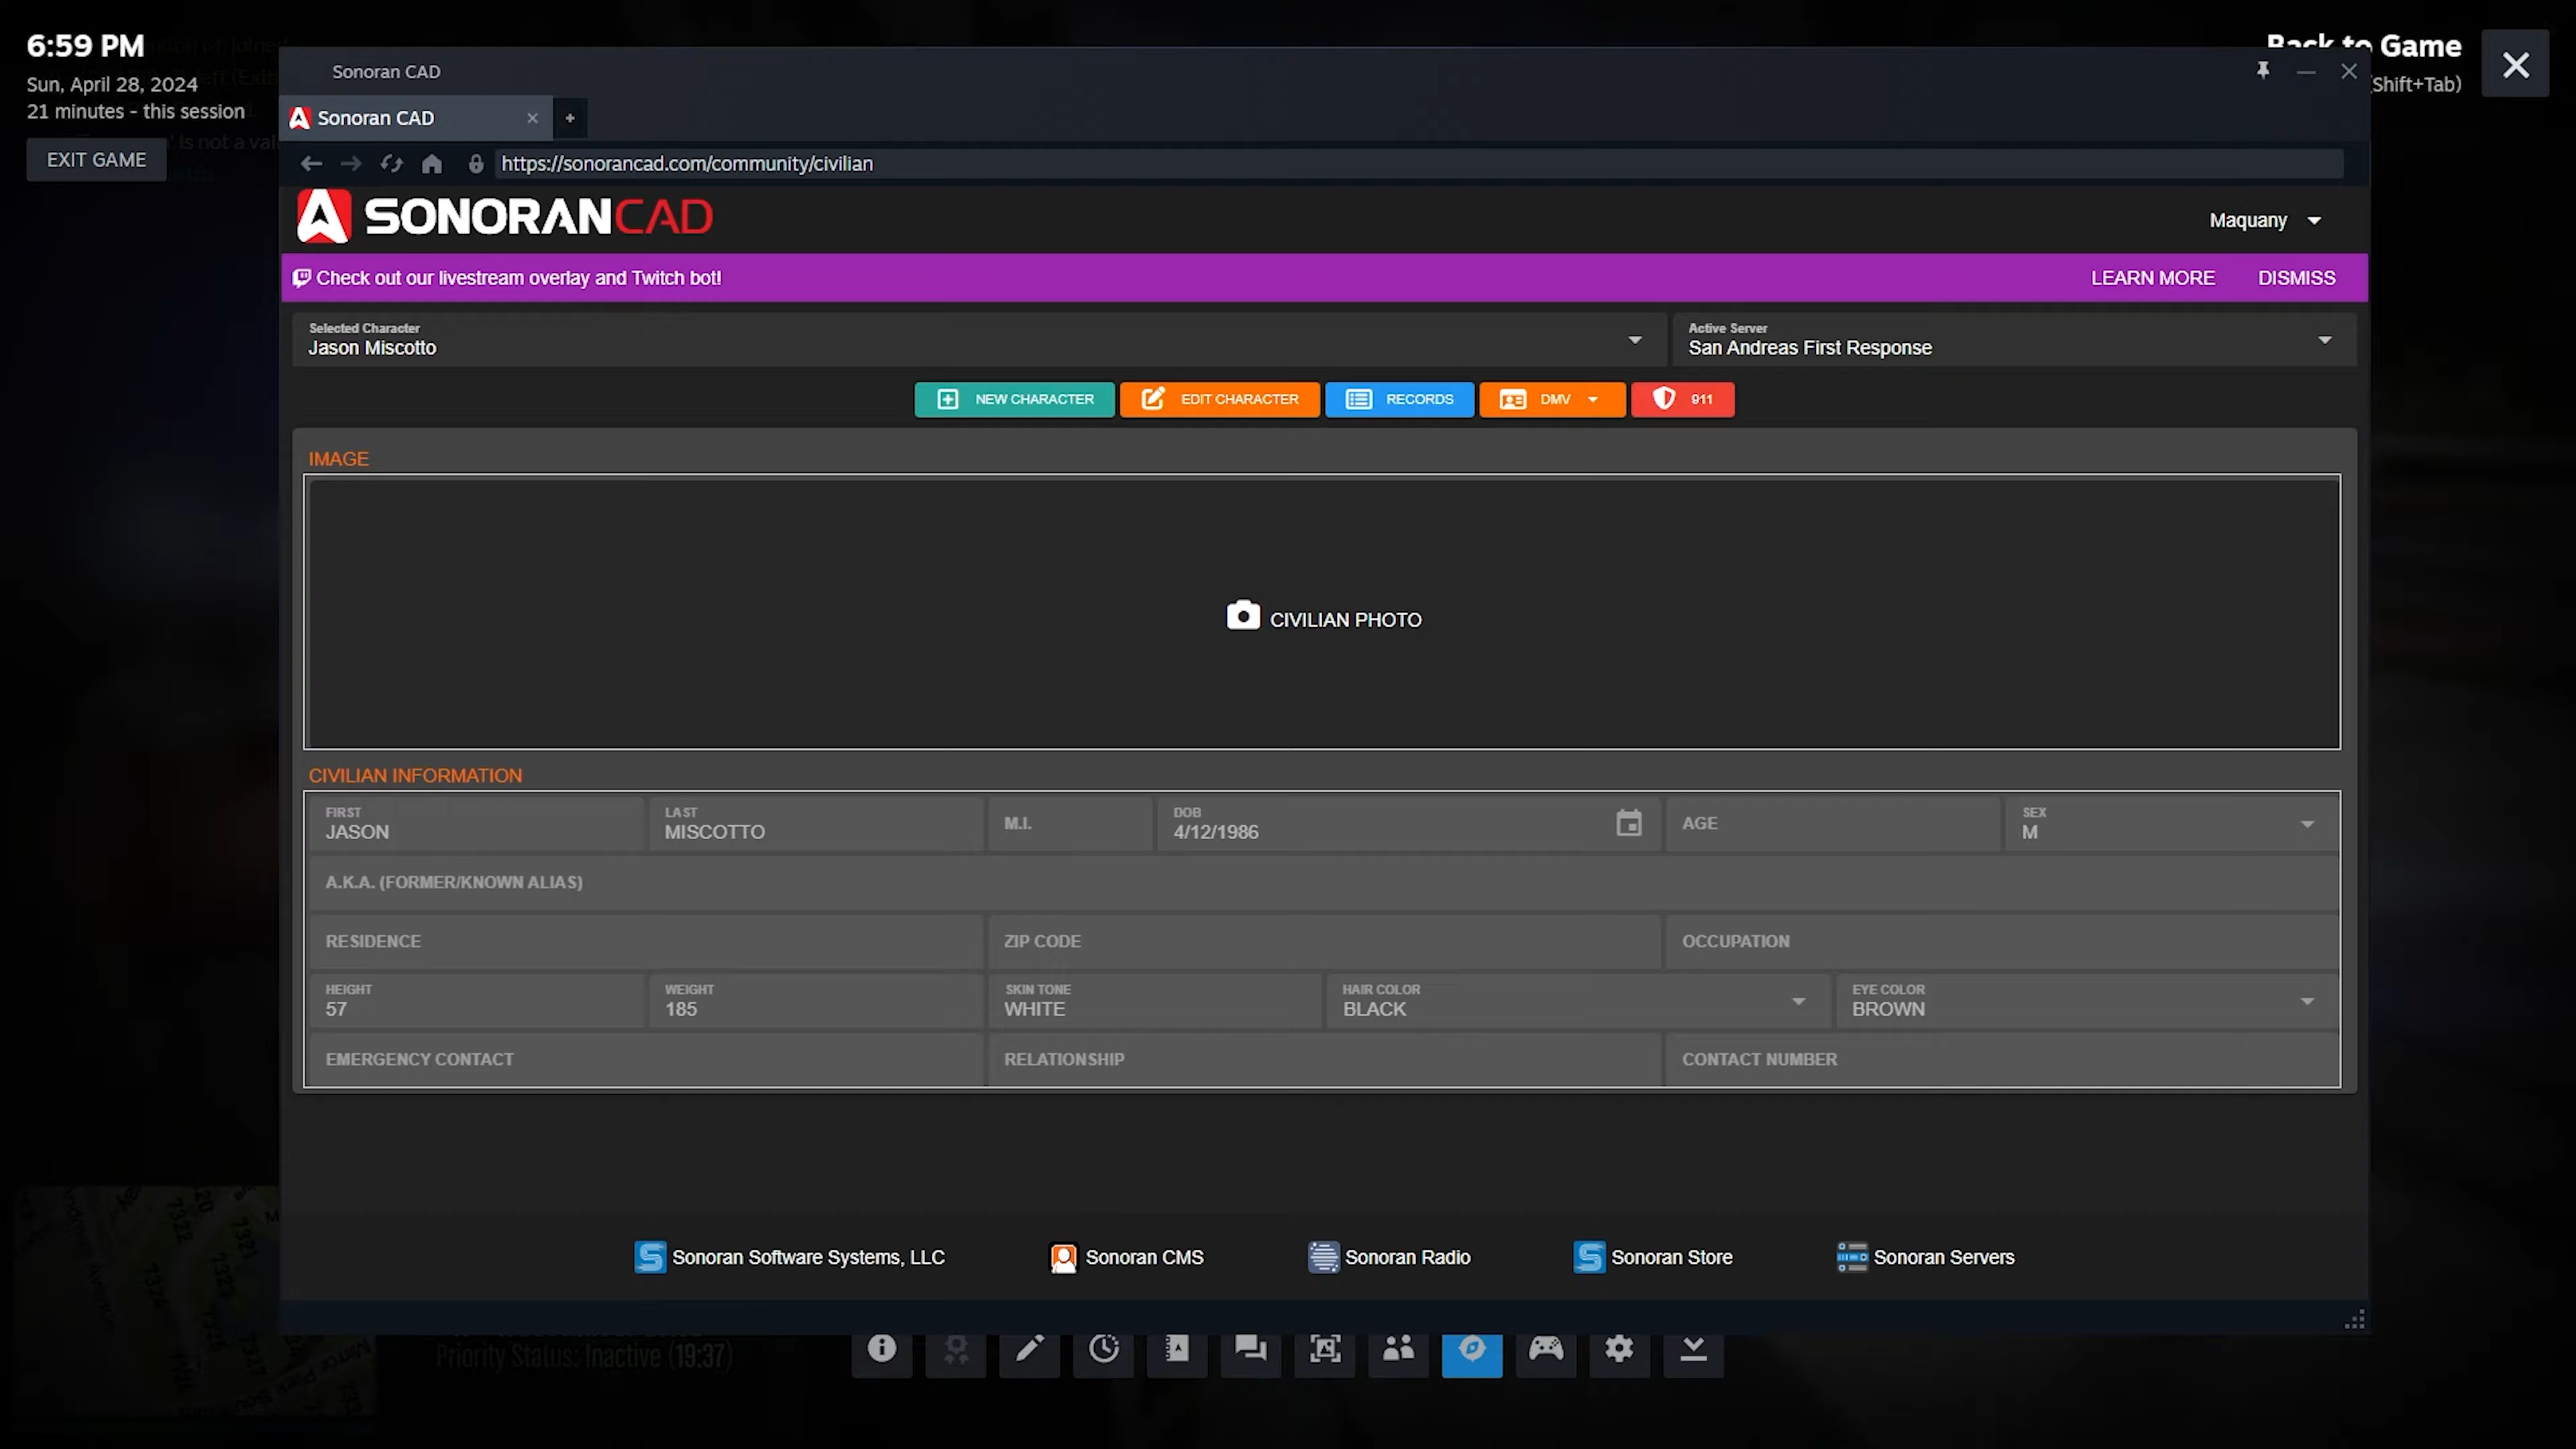 6:59 PM
Sun, April 28, 2024
21 minutes - this session
EXIT GAME
Back to Game
(Shift+Tab)
Sonoran CAD
Sonoran CAD
https://sonorancad.com/community/civilian
SONORANCAD
Maquany
Check out our livestream overlay and Twitch bot!
LEARN MORE
DISMISS
Selected Character
Jason Miscotto
Active Server
San Andreas First Response
NEW CHARACTER
EDIT CHARACTER
RECORDS
DMV
911
IMAGE
CIVILIAN PHOTO
CIVILIAN INFORMATION
FIRST
JASON
LAST
MISCOTTO
M.I.
DOB
4/12/1986
AGE
SEX
M
A.K.A. (FORMER/KNOWN ALIAS)
RESIDENCE
ZIP CODE
OCCUPATION
HEIGHT
57
WEIGHT
185
SKIN TONE
WHITE
HAIR COLOR
BLACK
EYE COLOR
BROWN
EMERGENCY CONTACT
RELATIONSHIP
CONTACT NUMBER
Sonoran Software Systems, LLC
Sonoran CMS
Sonoran Radio
Sonoran Store
Sonoran Servers
Priority Status: Inactive (19:37)